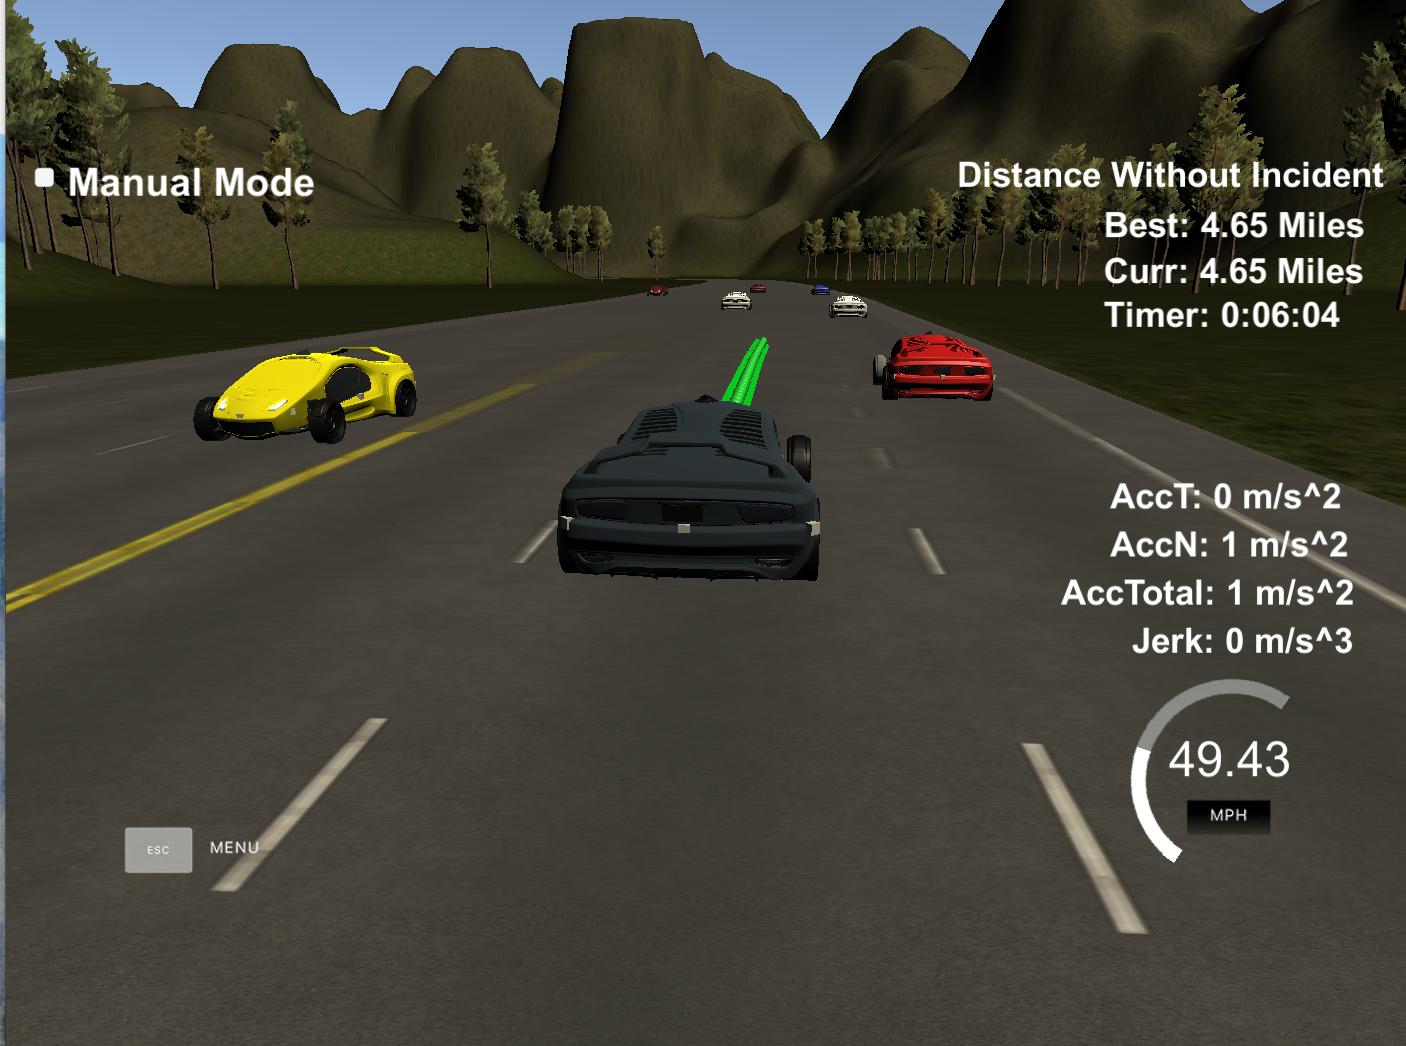 Manual Mode
Distance Without Incident
Best: 4.65 Miles
Curr: 4.65 Miles
Timer: 0:06:04
AccT: 0 m/s^2
AccN: 1 m/s^2
AccTotal: 1 m/s^2
Jerk: 0 m/s^3
49.43
MPH
ESC MENU